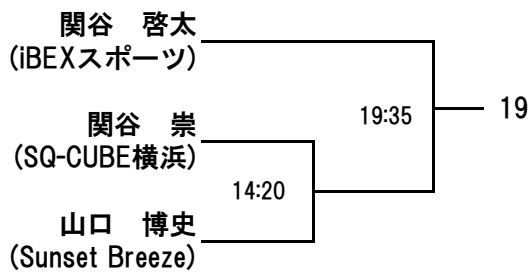 関谷　啓太
(iBEXスポーツ)
19:35
19
関谷　崇
(SQ-CUBE横浜)
14:20
山口　博史
(Sunset Breeze)